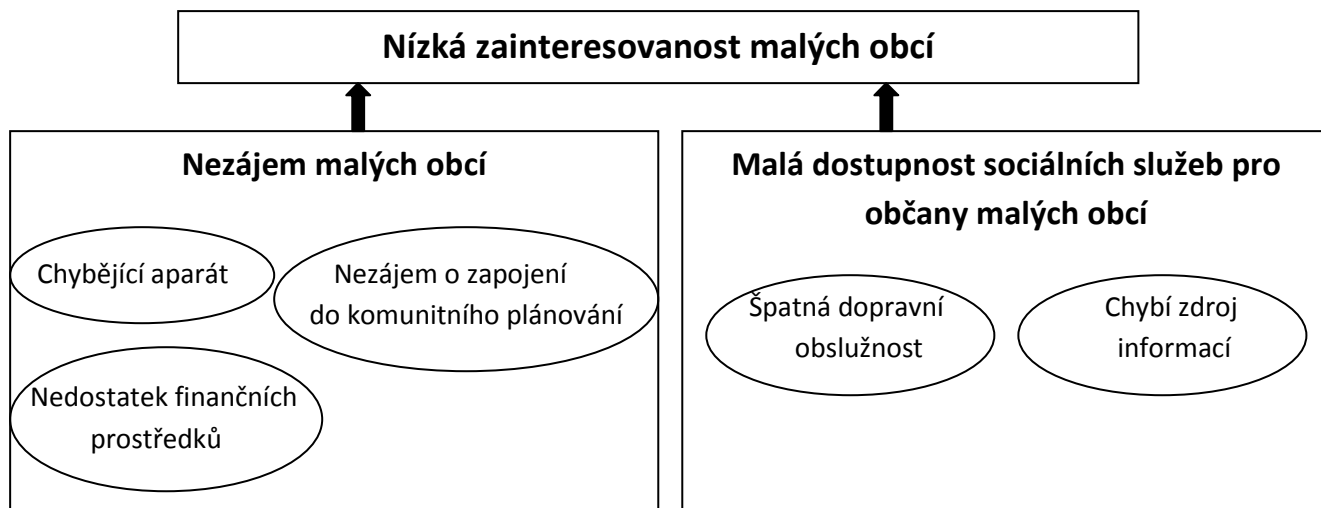 Nízká zainteresovanost malých obcí
Nezájem malých obcí
Chybějící aparát
Nezájem o zapojení
do komunitního plánování
Nedostatek finančních
prostředků
Malá dostupnost sociálních služeb pro
občany malých obcí
Špatná dopravní
obslužnost
Chybí zdroj
informací